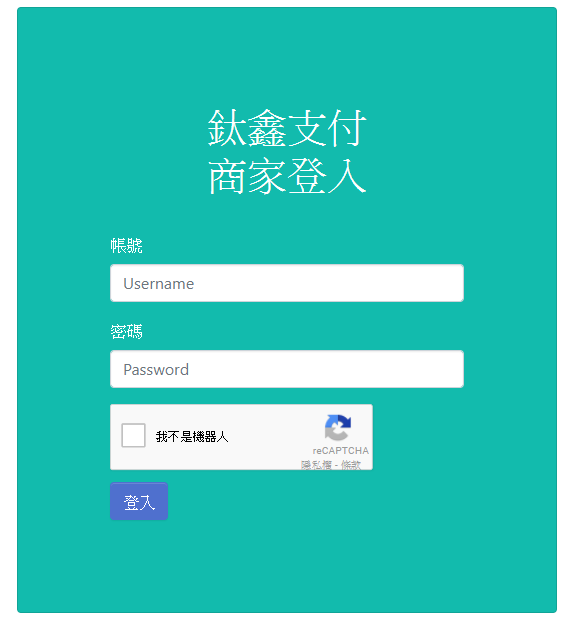 鈦鑫支付
商家登入
帳號
Username
密碼
Password
我不是機器人
reCAPTCHA
隱私權 - 條款
登入